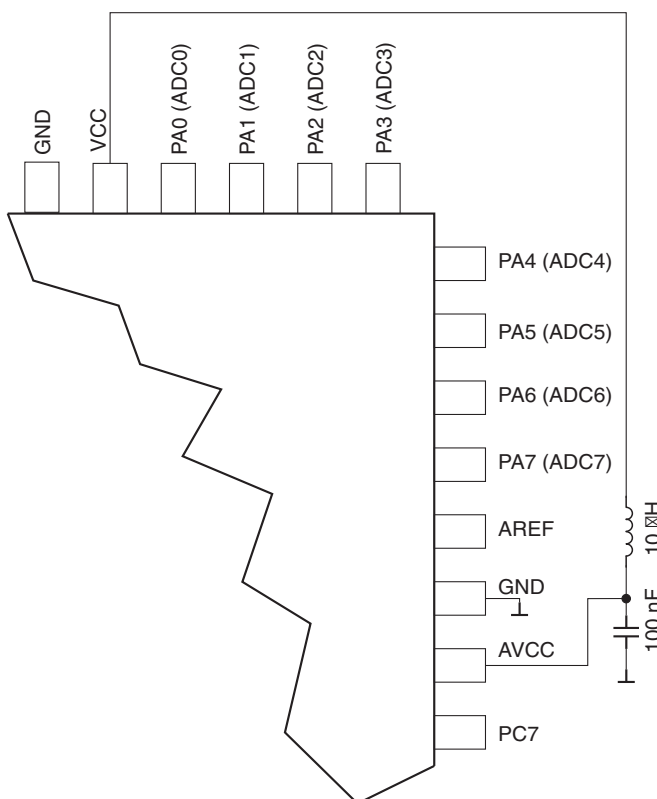 GND
VCC
PA0 (ADC0)
PA1 (ADC1)
PA2 (ADC2)
PA3 (ADC3)
PA4 (ADC4)
PA5 (ADC5)
PA6 (ADC6)
PA7 (ADC7)
AREF
GND
AVCC
PC7
10 �H
100 nF